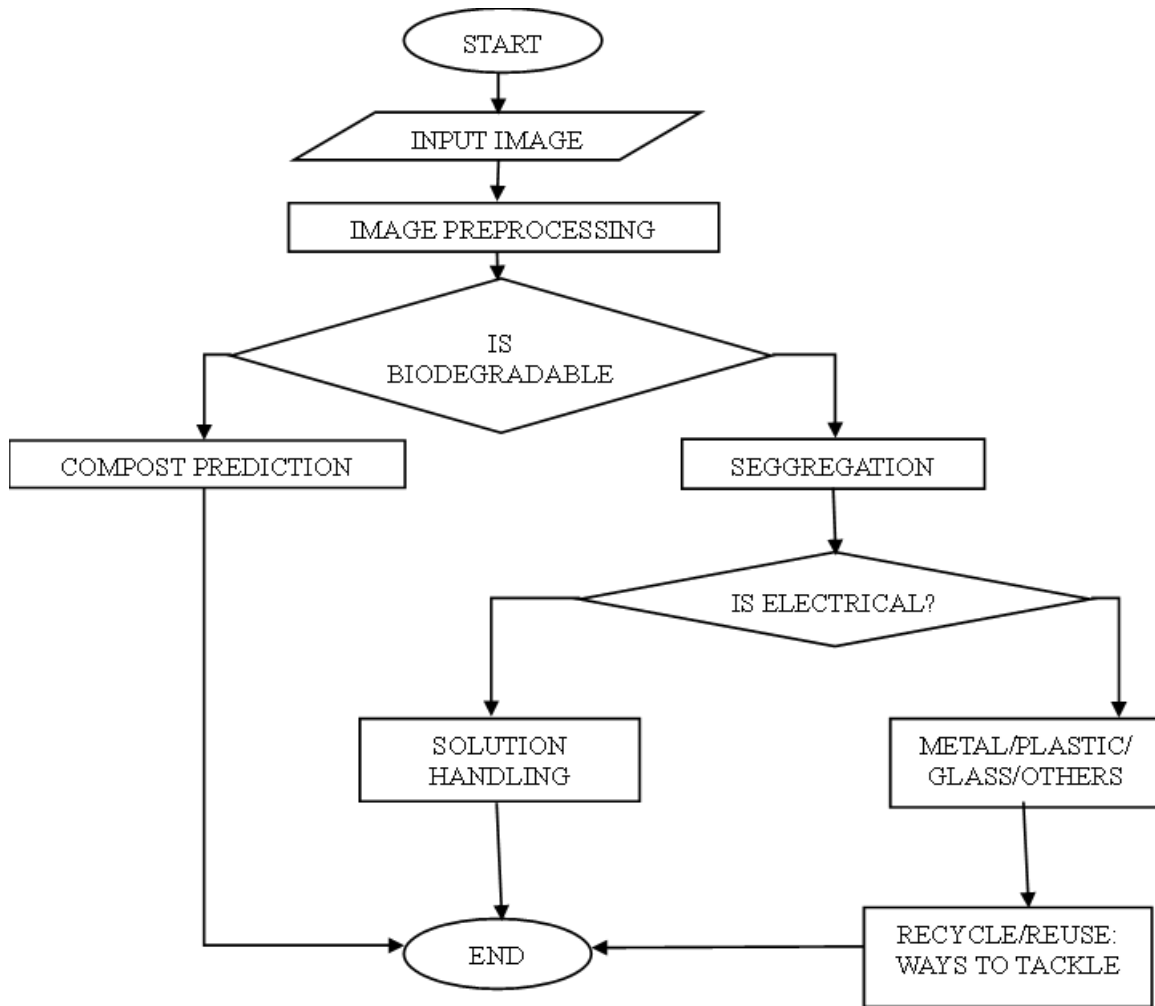 START
INPUT IMAGE
IMAGE PREPROCESSING
IS
BIODEGRADABLE
COMPOST PREDICTION
SEGGREGATION
IS ELECTRICAL?
SOLUTION
HANDLING
METAL/PLASTIC/
GLASS/OTHERS
END
RECYCLE/REUSE:
WAYS TO TACKLE